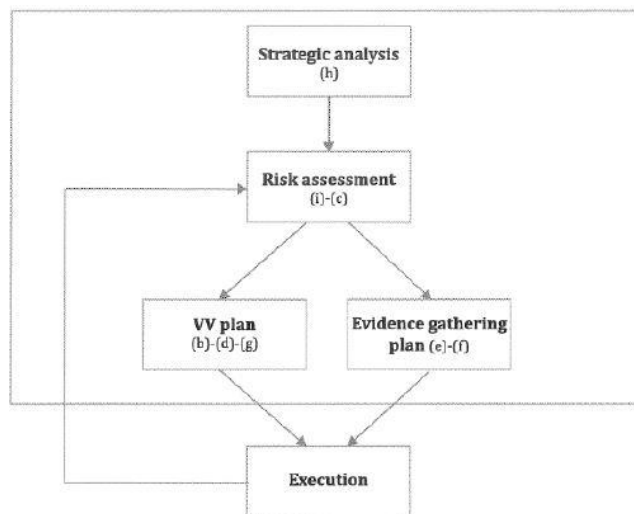 Strategic analysis
(h)
Risk assessment
(i)-(c)
VV plan
(b)-(d)-(g)
Evidence gathering
plan (e)-(f)
Execution